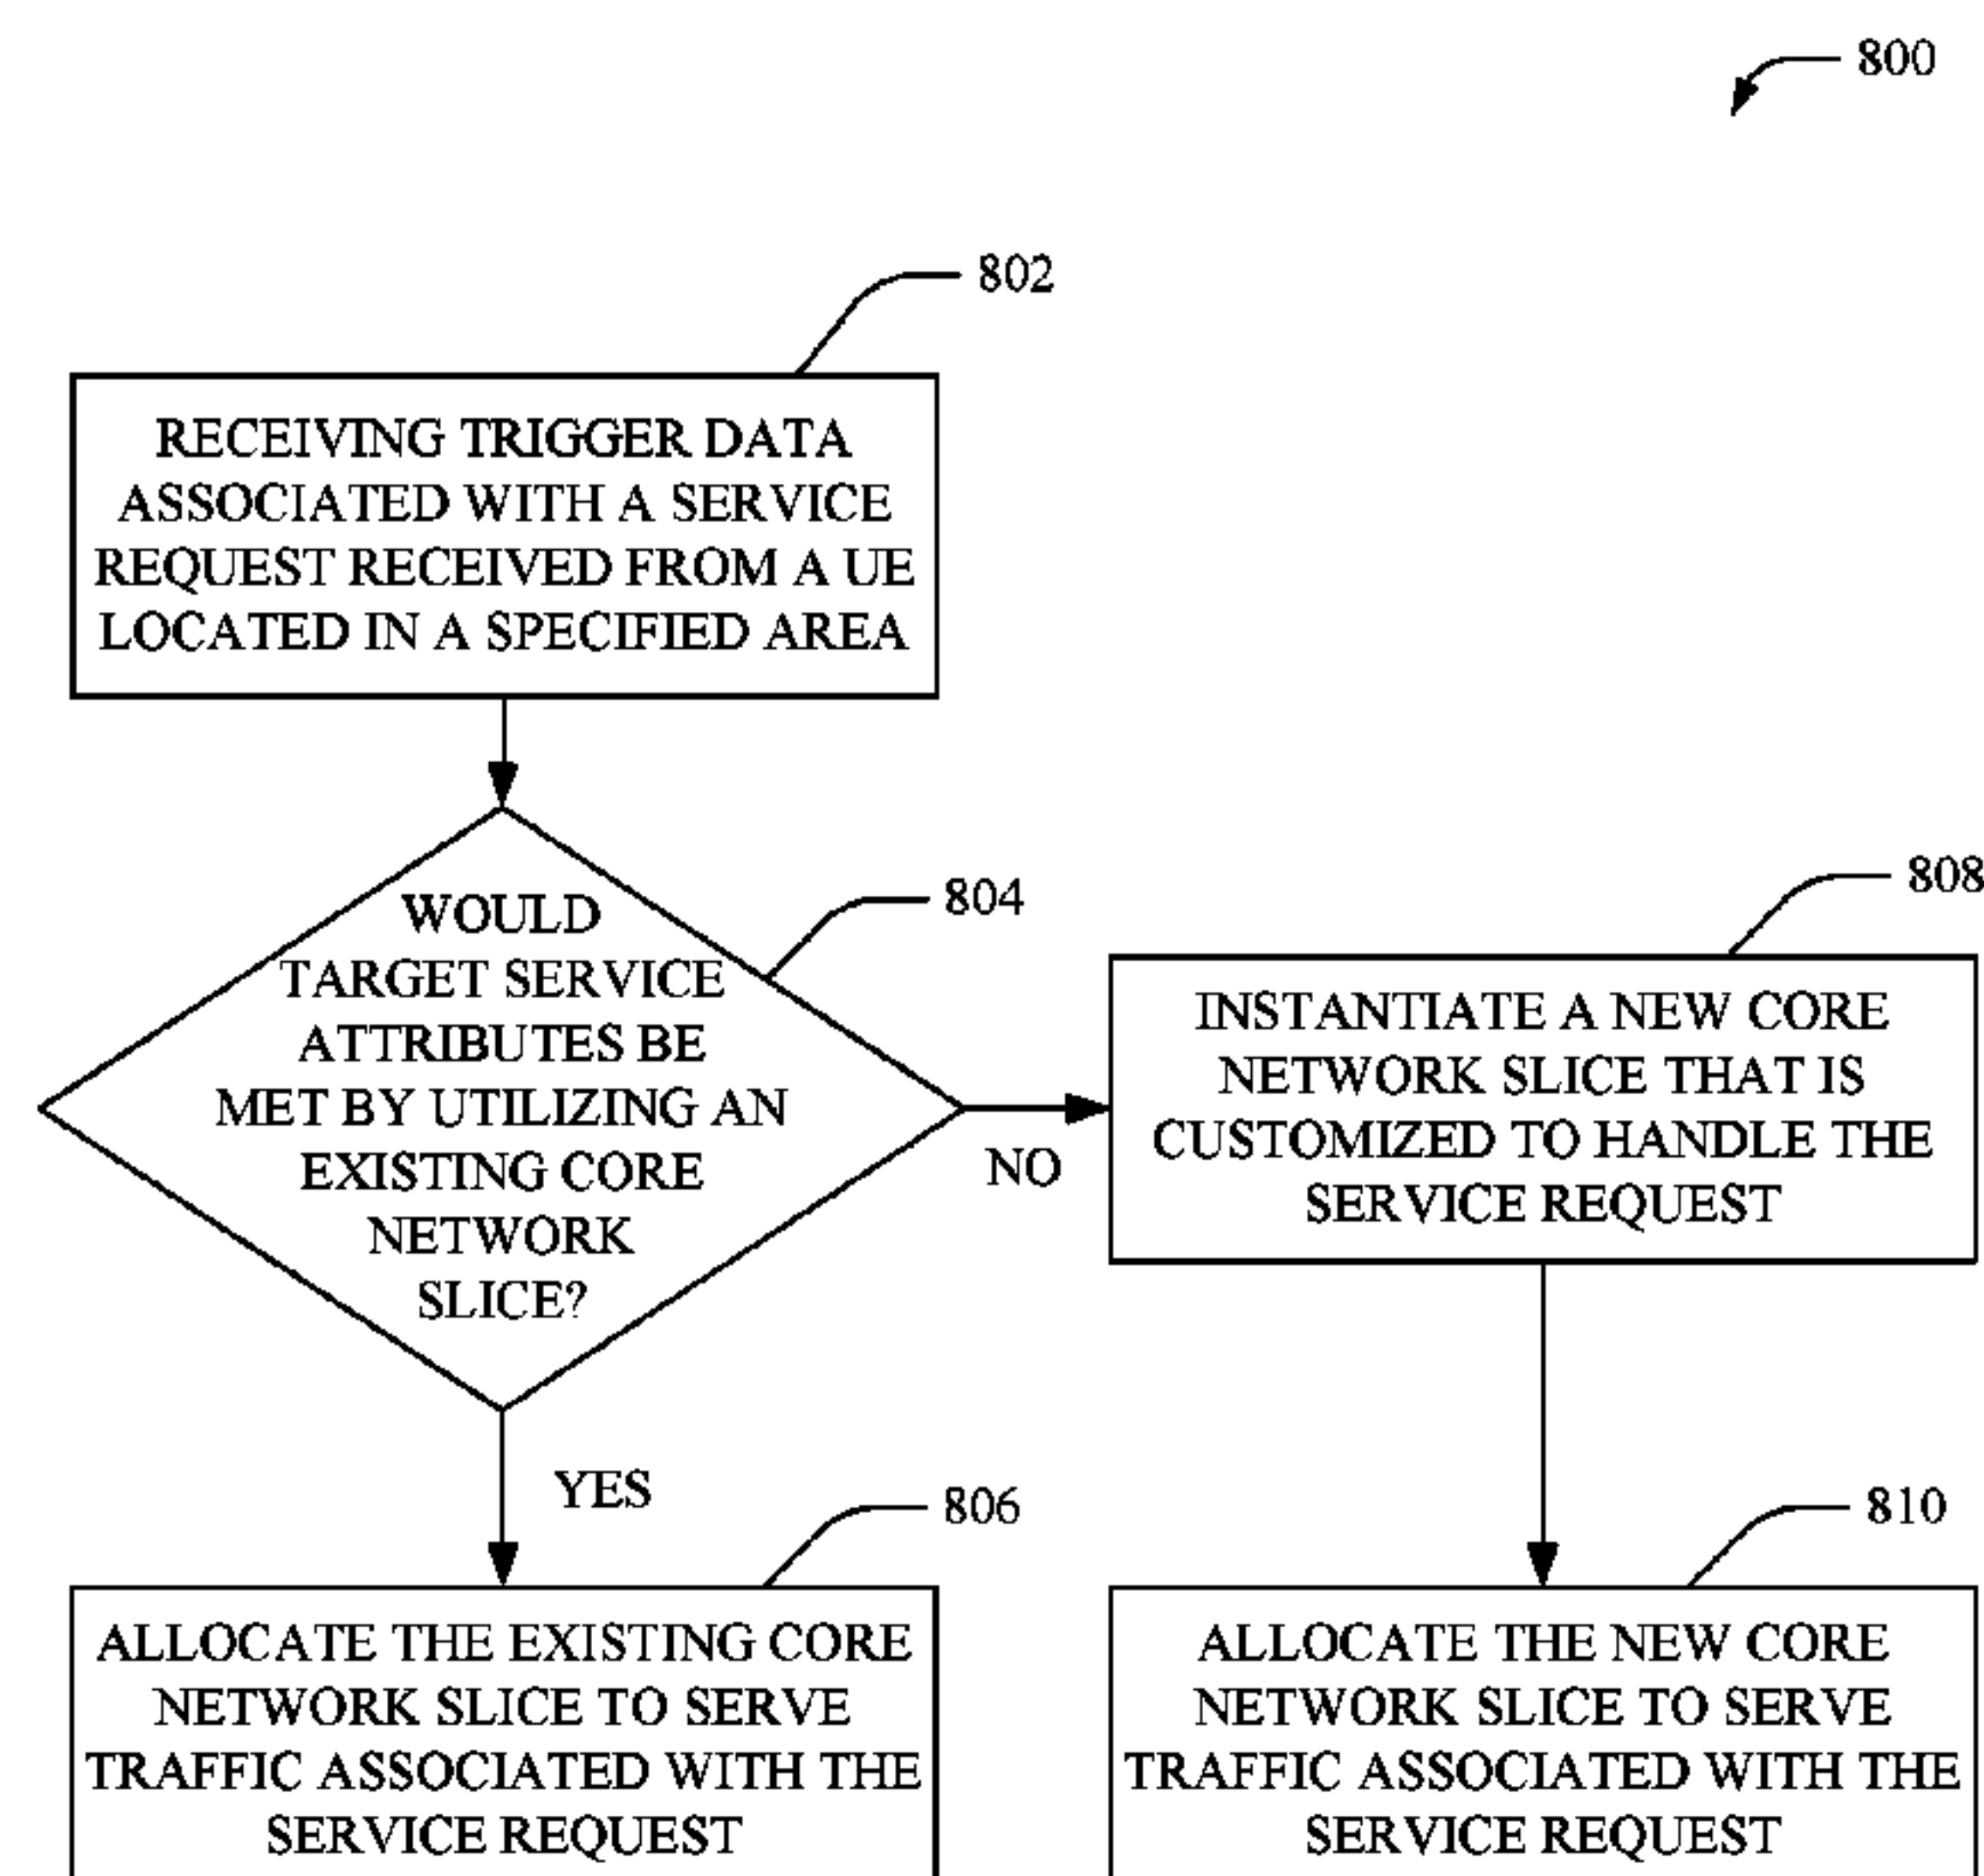 800
802
RECEIVING TRIGGER DATA
ASSOCIATED WITH A SERVICE
REQUEST RECEIVED FROM A UE
LOCATED IN A SPECIFIED AREA
804
WOULD
TARGET SERVICE
ATTRIBUTES BE
MET BY UTILIZING AN
EXISTING CORE
NETWORK
SLICE?
NO
808
INSTANTIATE A NEW CORE
NETWORK SLICE THAT IS
CUSTOMIZED TO HANDLE THE
SERVICE REQUEST
YES
806
ALLOCATE THE EXISTING CORE
NETWORK SLICE TO SERVE
TRAFFIC ASSOCIATED WITH THE
SERVICE REQUEST
810
ALLOCATE THE NEW CORE
NETWORK SLICE TO SERVE
TRAFFIC ASSOCIATED WITH THE
SERVICE REQUEST